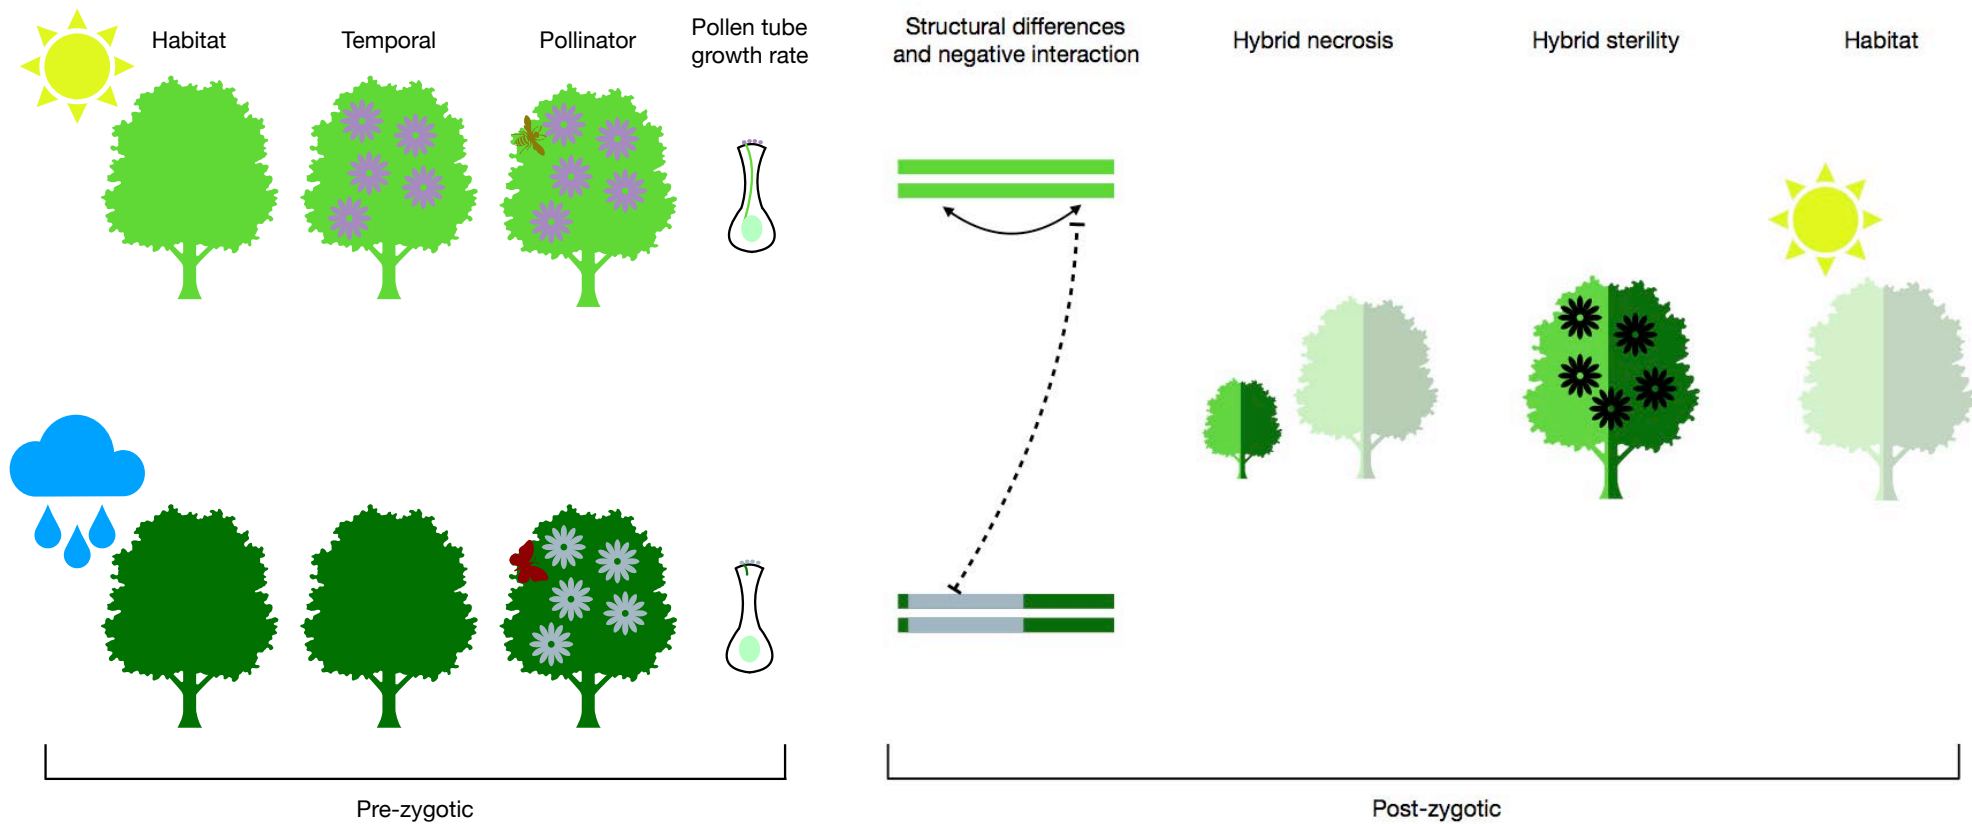 Habitat
Temporal
Pollinator
Pollen tube
growth rate
Structural differences
and negative interaction
Hybrid necrosis
Hybrid sterility
Habitat
Pre-zygotic
Post-zygotic